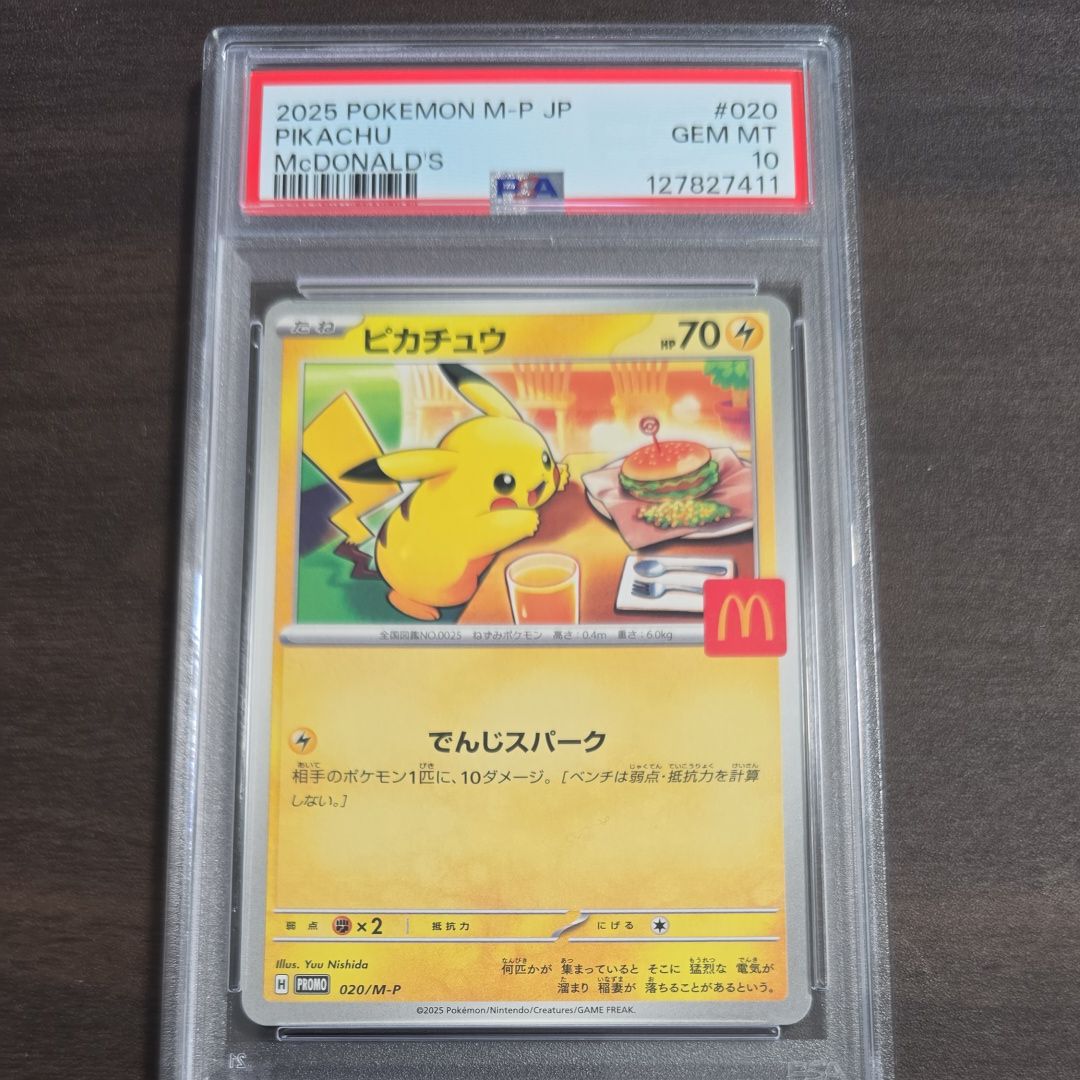 2025 POKEMON M-P JP #020
PIKACHU GEM MT
McDONALD'S 10
PSA 127827411
たね ピカチュウ HP70
全国図鑑NO.0025 ねずみポケモン 高さ:0.4m 重さ:6.0kg
でんじスパーク
相手のポケモン1匹に、10ダメージ。[ベンチは弱点・抵抗力を計算
しない。]
弱点 ×2 抵抗力 にげる
Illus. Yuu Nishida
何匹かが 集まっていると そこに 猛烈な 電気が
溜まり 稲妻が 落ちることがあるという。
H PROMO 020/M-P
©2025 Pokémon/Nintendo/Creatures/GAME FREAK.